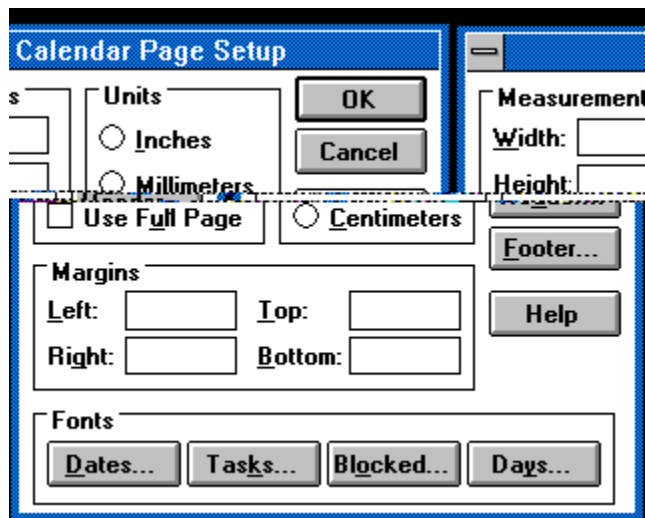 Calendar Page Setup
s Units OK Measurement
Inches Width:
Cancel
Millimeters Height:
Use Full Page Centimeters
Footer...
Margins
Left: Top: Help
Right: Bottom:
Fonts
Dates... Tasks... Blocked... Days...